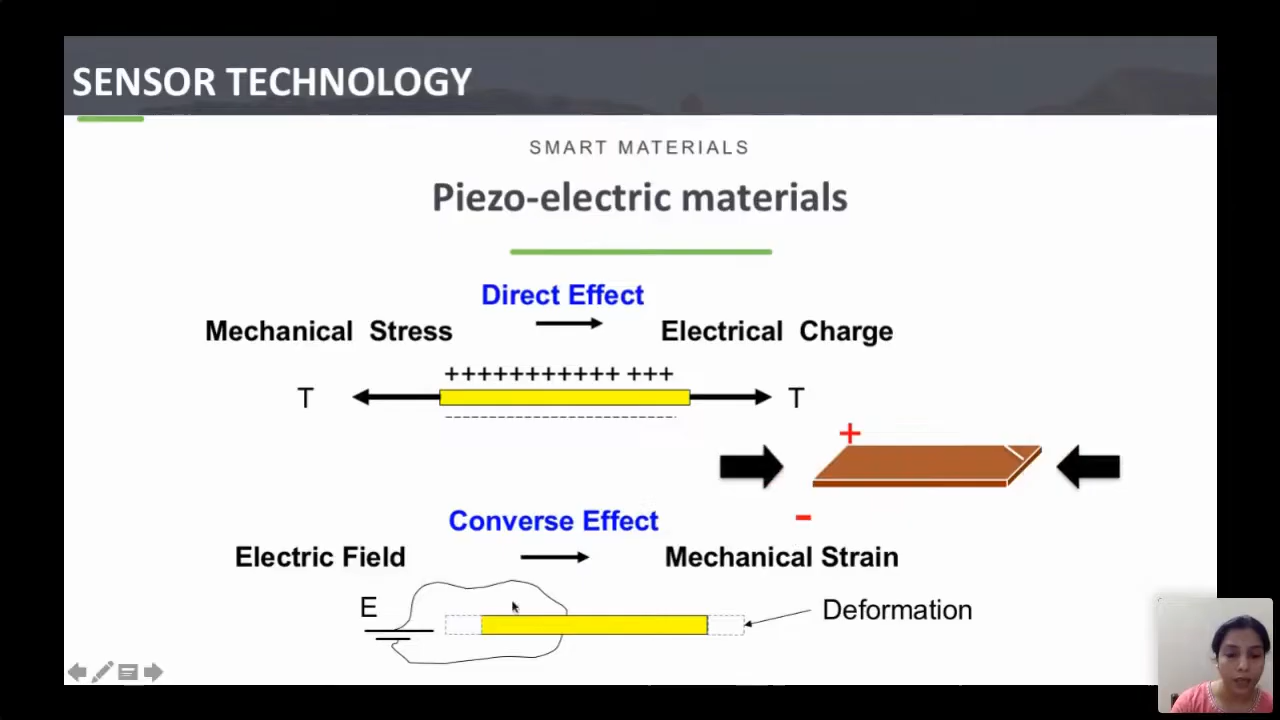 SENSOR TECHNOLOGY
SMART MATERIALS
Piezo-electric materials
Direct Effect
Mechanical Stress
Electrical Charge
+++++++++++ +++
T
T
+
-
Converse Effect
Electric Field
Mechanical Strain
E
Deformation